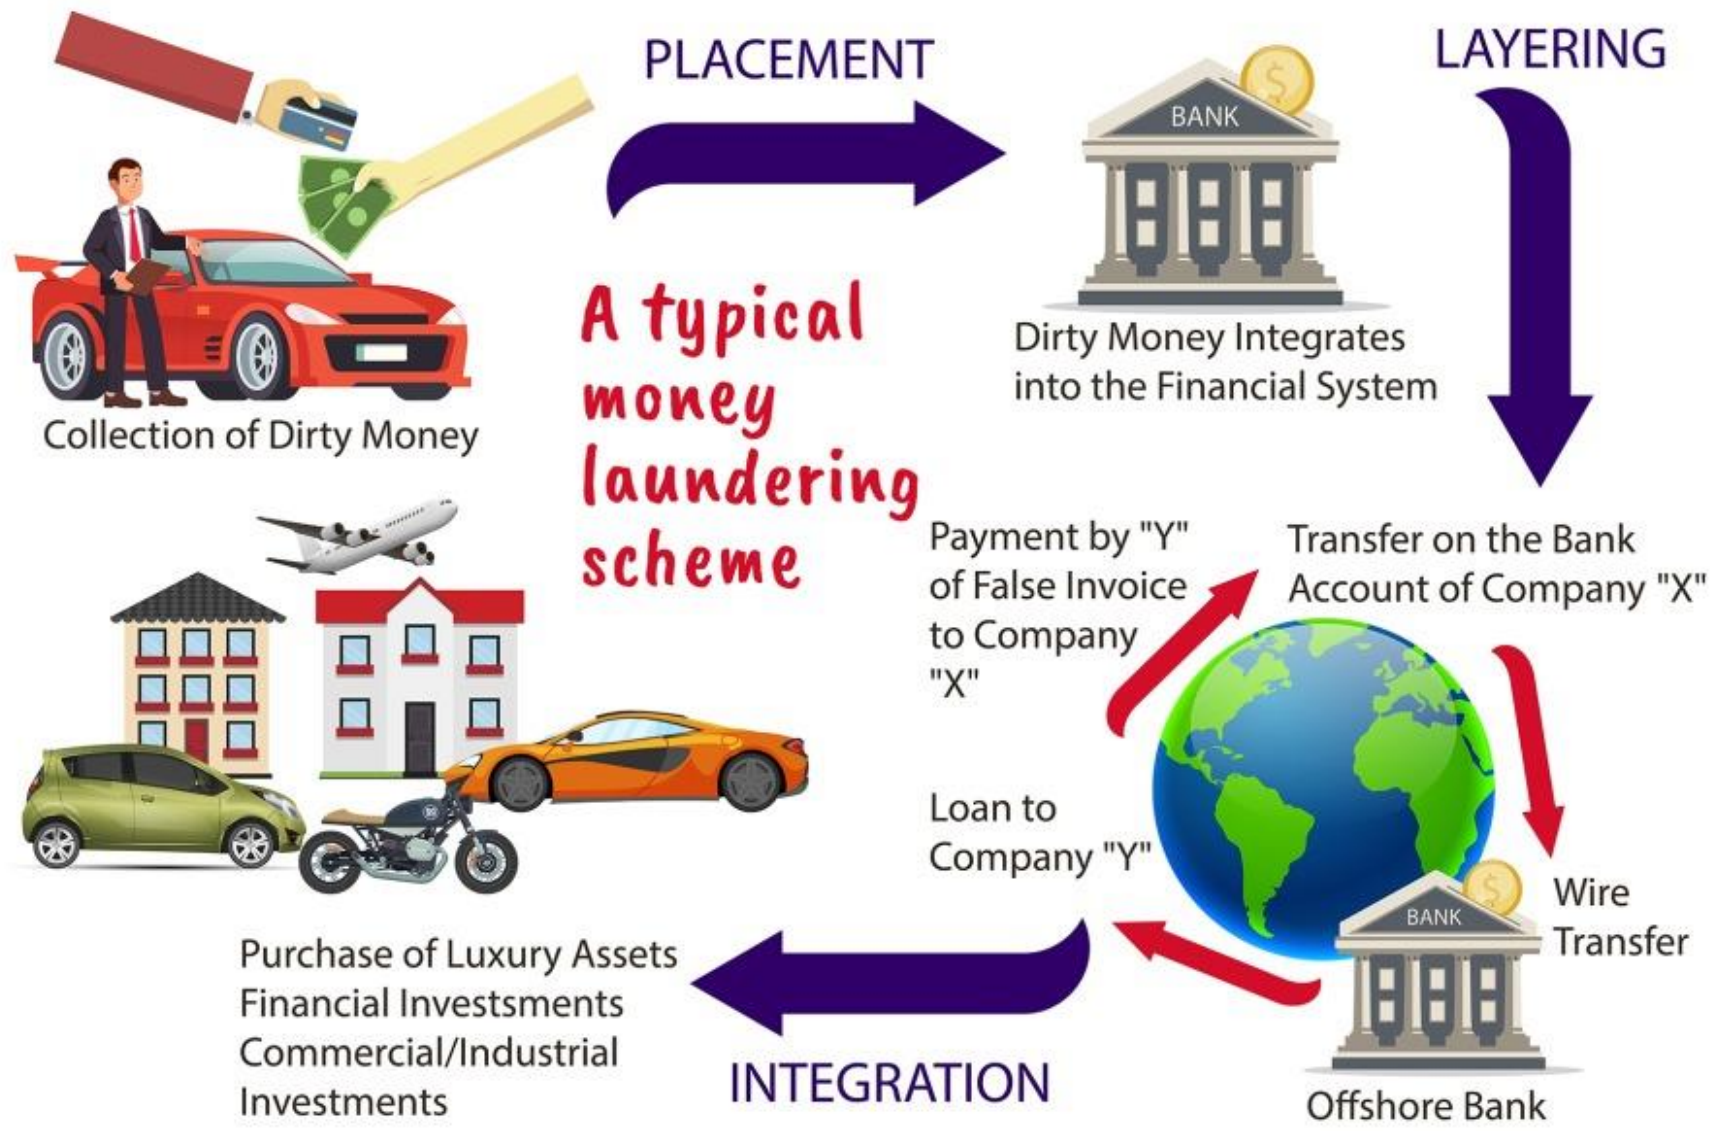 PLACEMENT
LAYERING
BANK
Dirty Money Integrates
into the Financial System
Collection of Dirty Money
A typical
money
laundering
scheme
Payment by "Y"
of False Invoice
to Company
"X"
Transfer on the Bank
Account of Company "X"
Loan to
Company "Y"
Wire
Transfer
BANK
Offshore Bank
Purchase of Luxury Assets
Financial Investsments
Commercial/Industrial
Investments
INTEGRATION